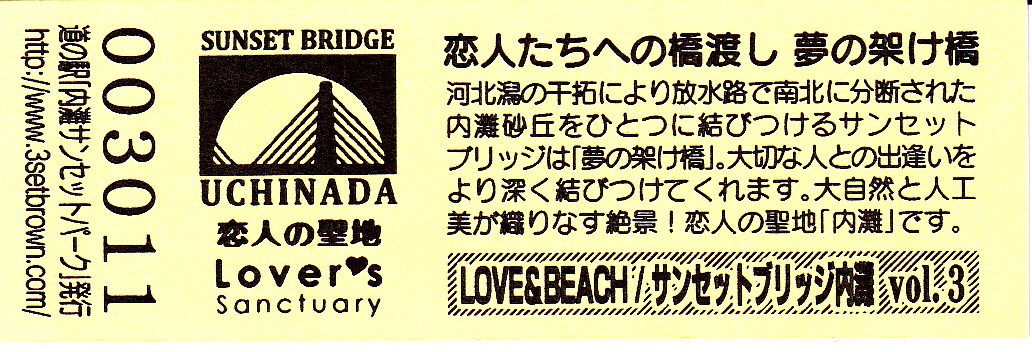 003011
道の駅「内灘サンセットパーク」発行
http://www.3setbrown.com/
SUNSET BRIDGE
UCHINADA
恋人の聖地
Lover♥s
Sanctuary
恋人たちへの橋渡し 夢の架け橋
河北潟の干拓により放水路で南北に分断された
内灘砂丘をひとつに結びつけるサンセット
ブリッジは「夢の架け橋」。大切な人との出逢いを
より深く結びつけてくれます。大自然と人工
美が織りなす絶景！恋人の聖地「内灘」です。
LOVE&BEACH/サンセットブリッジ内灘 vol.3